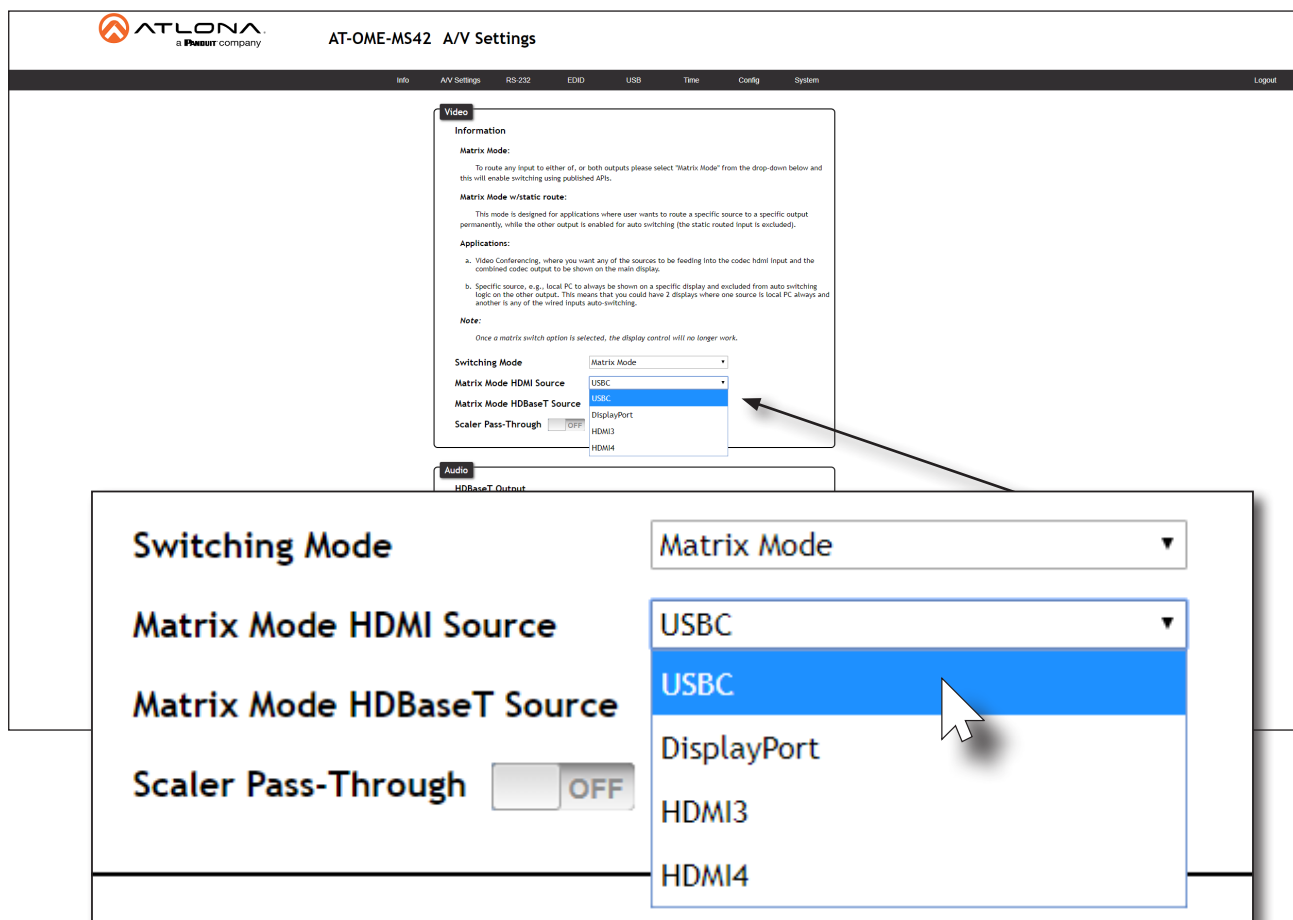 ATLONA.
a PANDUIT company
AT-OME-MS42 A/V Settings
Info A/V Settings RS-232 EDID USB Time Config System Logout
Video
Information
Matrix Mode:
To route any input to either of, or both outputs please select "Matrix Mode" from the drop-down below and
this will enable switching using published APIs.
Matrix Mode w/static route:
This mode is designed for applications where user wants to route a specific source to a specific output
permanently, while the other output is enabled for auto switching (the static routed input is excluded).
Applications:
a. Video Conferencing, where you want any of the sources to be feeding into the codec hdmi input and the
combined codec output to be shown on the main display.
b. Specific source, e.g., local PC to always be shown on a specific display and excluded from auto switching
logic on the other output. This means that you could have 2 displays where one source is local PC always and
another is any of the wired inputs auto-switching.
Note:
Once a matrix switch option is selected, the display control will no longer work.
Switching Mode Matrix Mode
Matrix Mode HDMI Source USBC
USBC
Matrix Mode HDBaseT Source
DisplayPort
Scaler Pass-Through OFF
HDMI3
HDMI4
Audio
HDBaseT Output
Switching Mode Matrix Mode
Matrix Mode HDMI Source USBC
USBC
Matrix Mode HDBaseT Source
DisplayPort
Scaler Pass-Through OFF
HDMI3
HDMI4